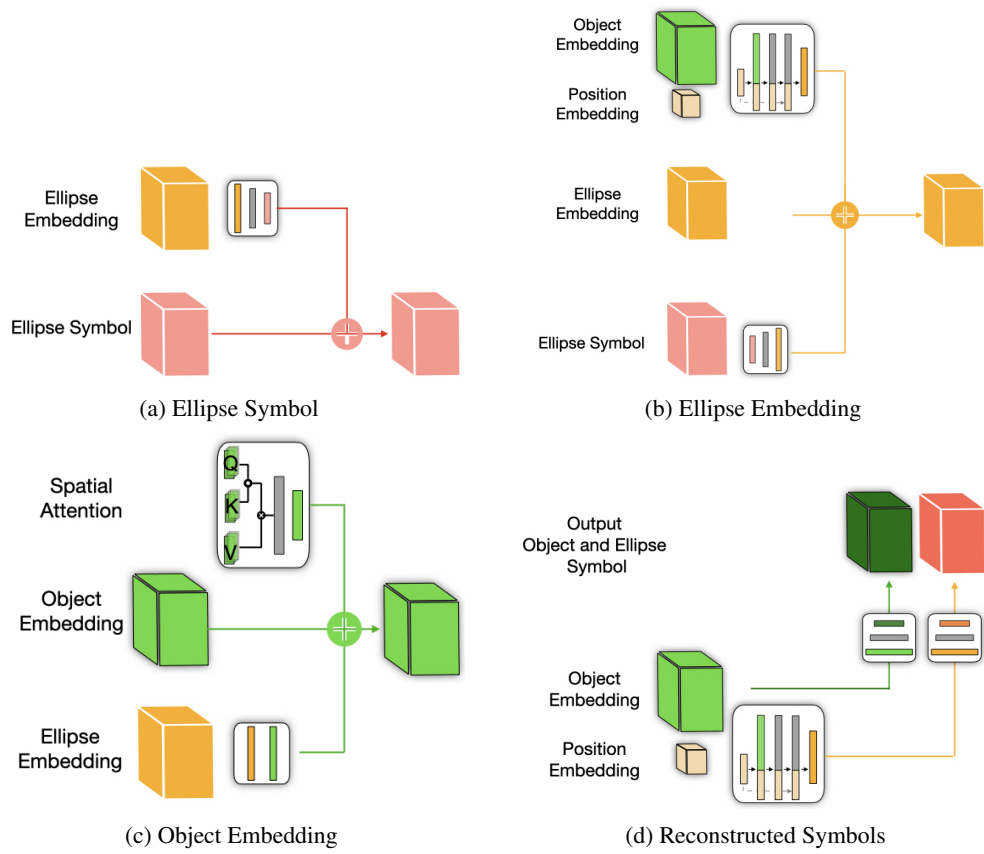 Ellipse
Embedding
Ellipse Symbol
(a) Ellipse Symbol
Object
Embedding
Position
Embedding
Ellipse
Embedding
Ellipse Symbol
(b) Ellipse Embedding
Spatial
Attention
Q
K
V
Object
Embedding
Ellipse
Embedding
(c) Object Embedding
Output
Object and Ellipse
Symbol
Object
Embedding
Position
Embedding
(d) Reconstructed Symbols